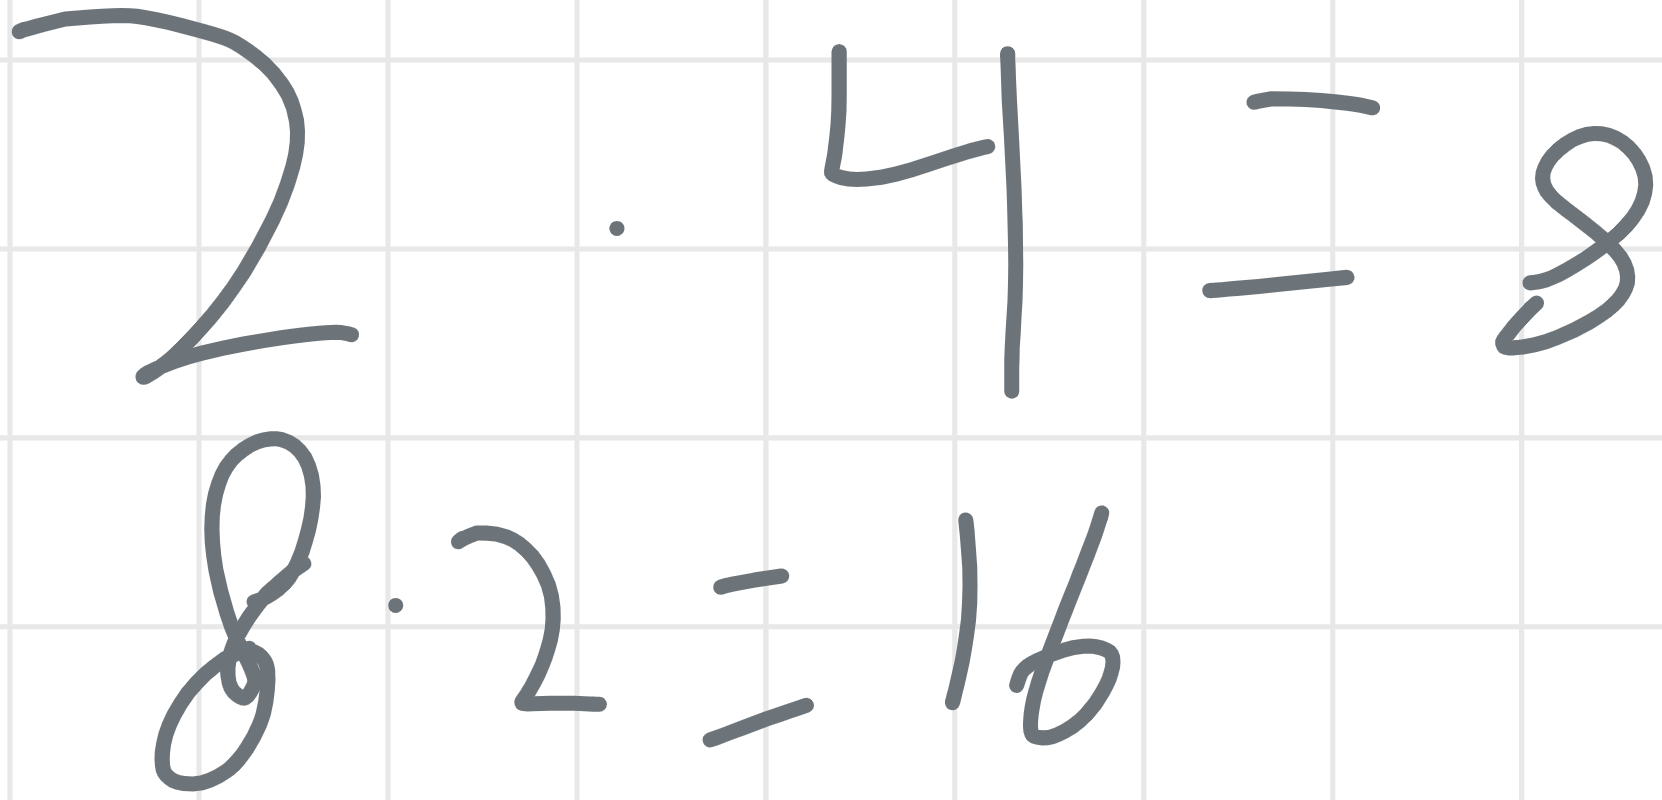 2 · 4 = 8
8 · 2 = 16